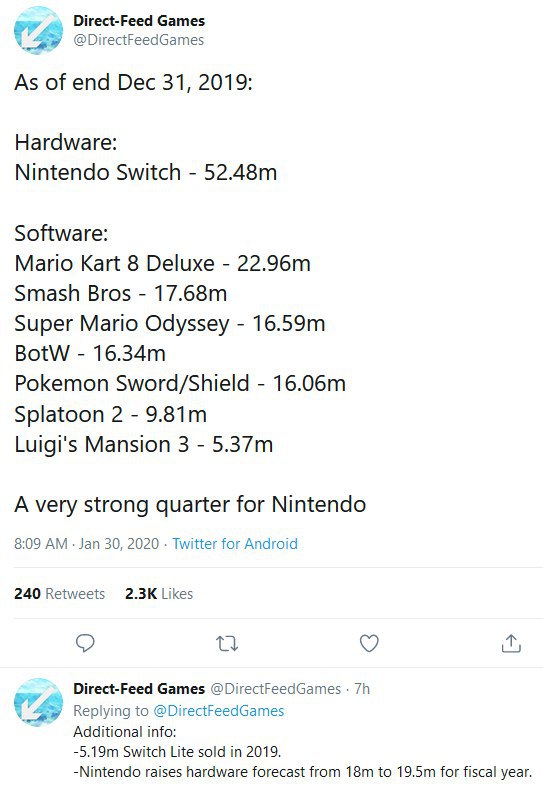 Direct-Feed Games
@DirectFeedGames
As of end Dec 31, 2019:
Hardware:
Nintendo Switch - 52.48m
Software:
Mario Kart 8 Deluxe - 22.96m
Smash Bros - 17.68m
Super Mario Odyssey - 16.59m
BotW - 16.34m
Pokemon Sword/Shield - 16.06m
Splatoon 2 - 9.81m
Luigi's Mansion 3 - 5.37m
A very strong quarter for Nintendo
8:09 AM · Jan 30, 2020 · Twitter for Android
240 Retweets 2.3K Likes
Direct-Feed Games @DirectFeedGames · 7h
Replying to @DirectFeedGames
Additional info:
-5.19m Switch Lite sold in 2019.
-Nintendo raises hardware forecast from 18m to 19.5m for fiscal year.